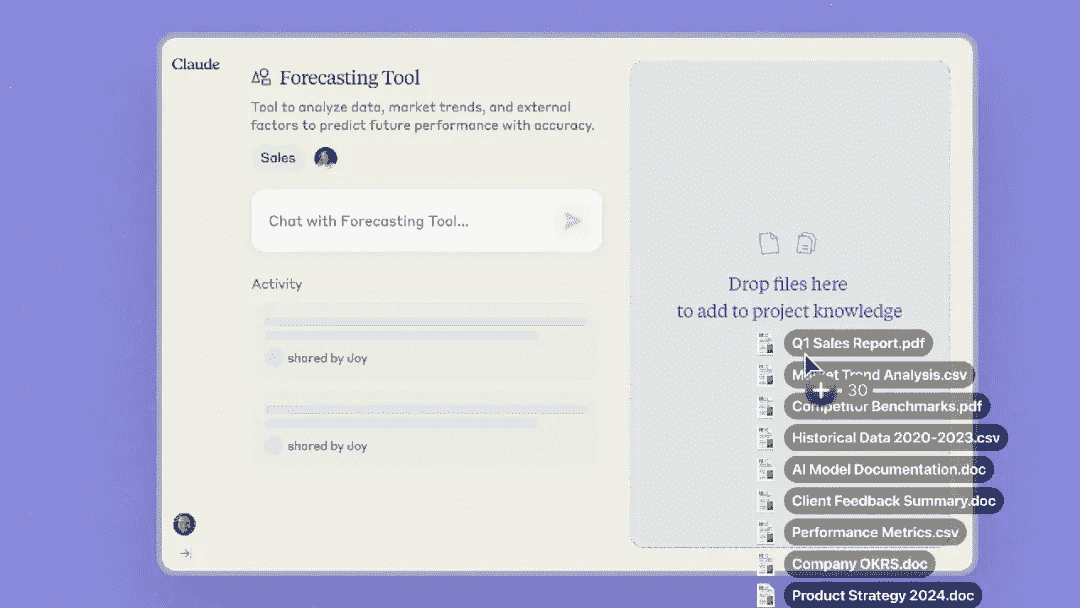 Claude
Forecasting Tool
Tool to analyze data, market trends, and external
factors to predict future performance with accuracy.
Sales
Chat with Forecasting Tool...
Activity
shared by Joy
shared by Joy
Drop files here
to add to project knowledge
Q1 Sales Report.pdf
Market Trend Analysis.csv
30
Competitor Benchmarks.pdf
Historical Data 2020-2023.csv
AI Model Documentation.doc
Client Feedback Summary.doc
Performance Metrics.csv
Company OKRS.doc
Product Strategy 2024.doc